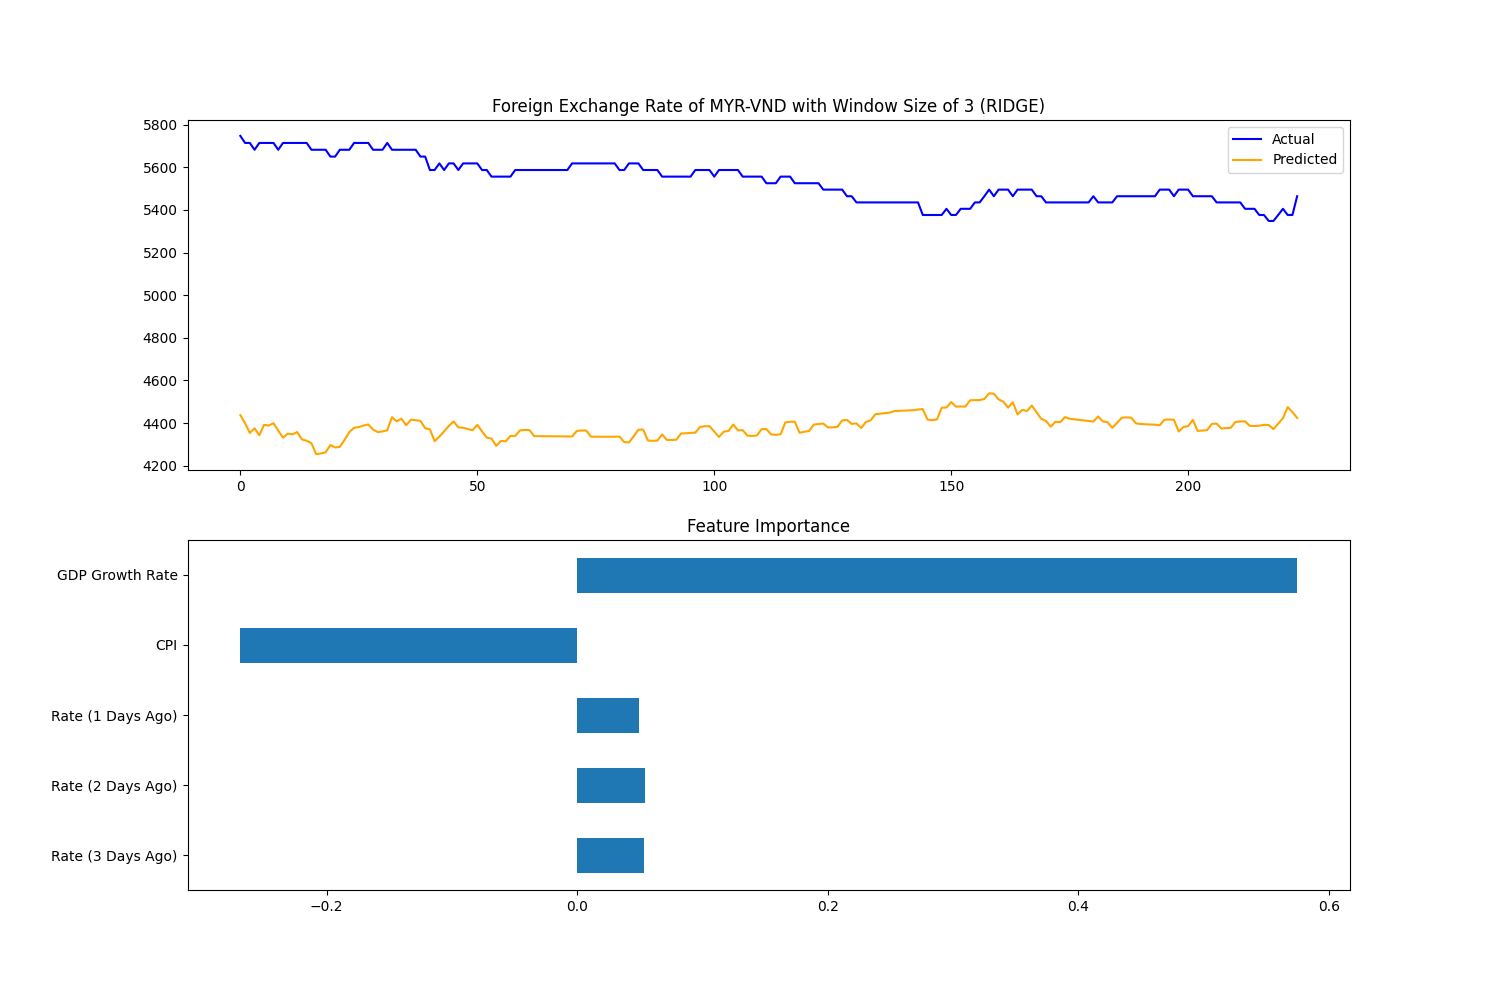 Foreign Exchange Rate of MYR-VND with Window Size of 3 (RIDGE)
5800
5600
5400
5200
5000
4800
4600
4400
4200
Actual
Predicted
0 50 100 150 200
Feature Importance
GDP Growth Rate
CPI
Rate (1 Days Ago)
Rate (2 Days Ago)
Rate (3 Days Ago)
−0.2 0.0 0.2 0.4 0.6